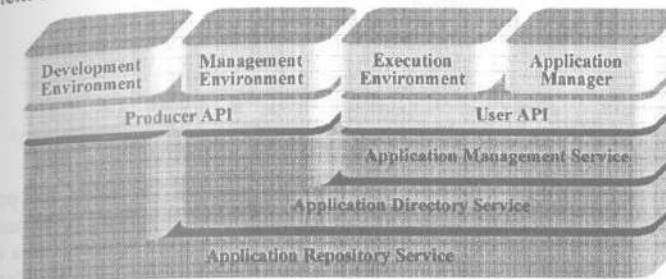 Development
Environment
Management
Environment
Execution
Environment
Application
Manager
Producer API
User API
Application Management Service
Application Directory Service
Application Repository Service